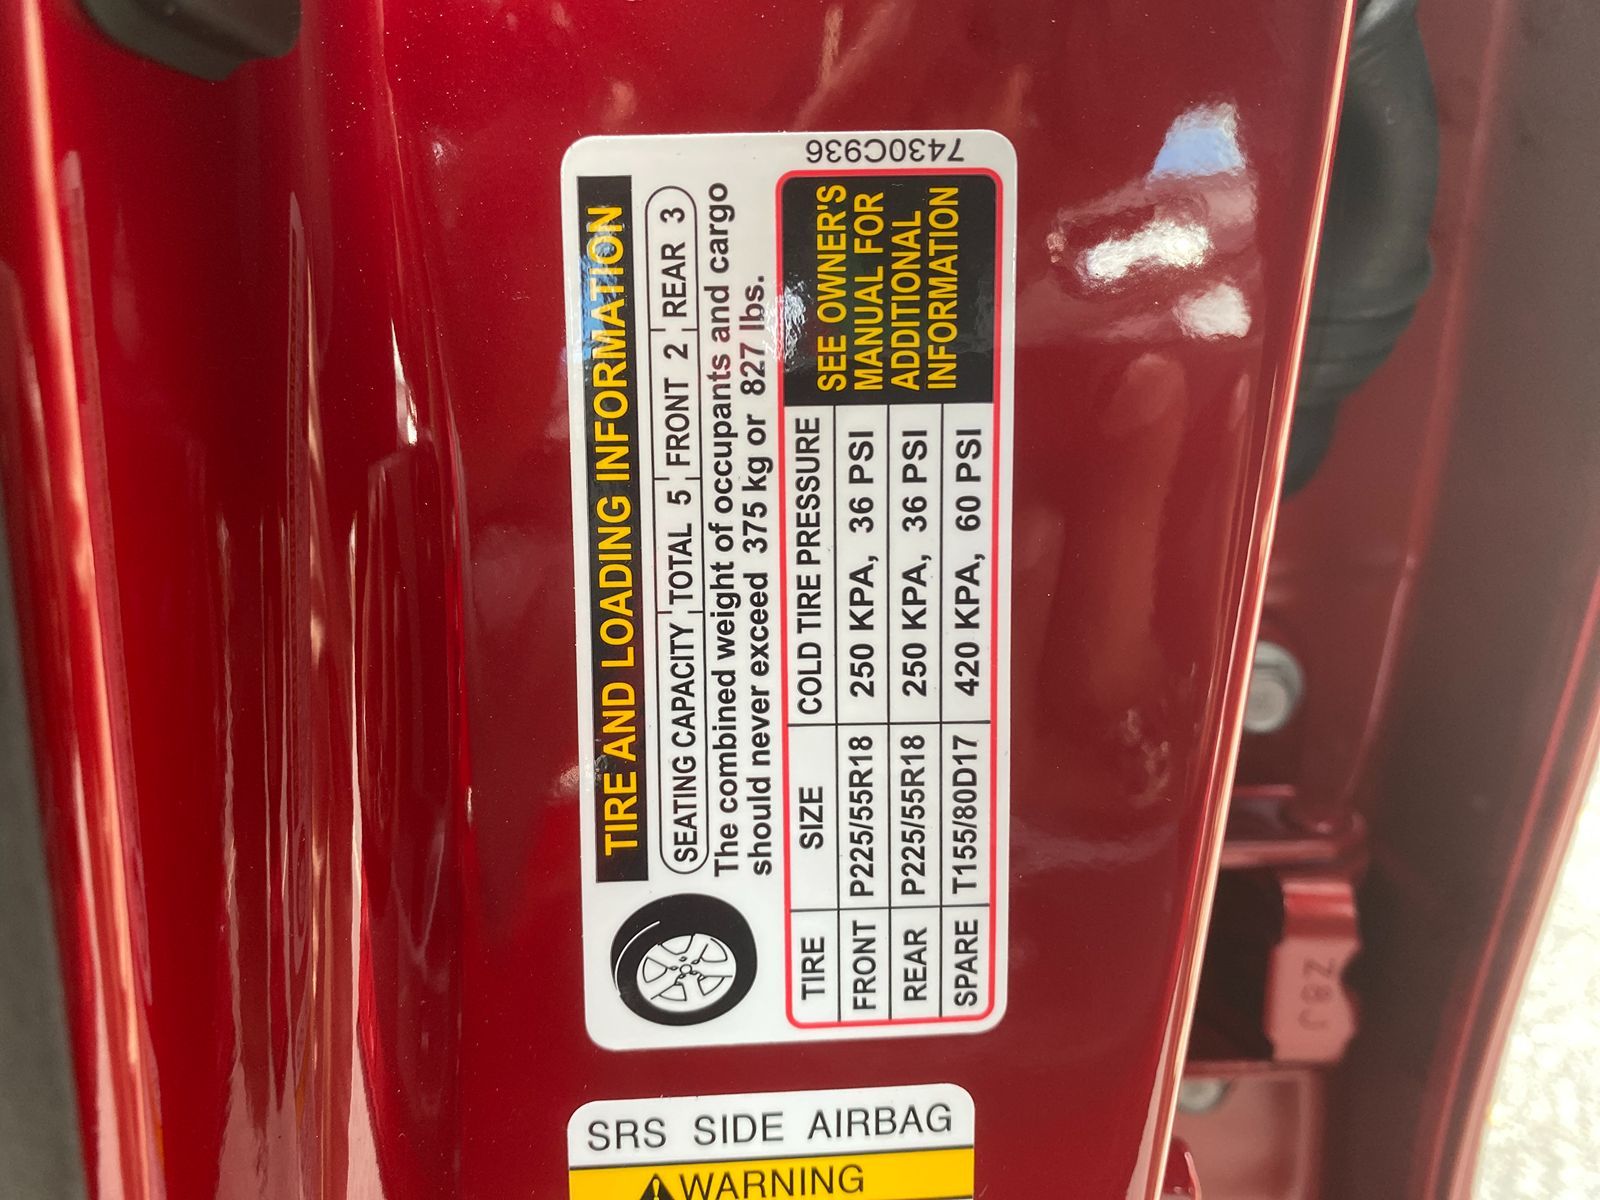 TIRE AND LOADING INFORMATION
SEATING CAPACITY TOTAL 5 FRONT 2 REAR 3
The combined weight of occupants and cargo
should never exceed 375 kg or 827 lbs.
TIRE SIZE COLD TIRE PRESSURE
FRONT P225/55R18 250 KPA, 36 PSI
REAR P225/55R18 250 KPA, 36 PSI
SPARE T155/80D17 420 KPA, 60 PSI
SEE OWNER'S
MANUAL FOR
ADDITIONAL
INFORMATION
7430C936
SRS SIDE AIRBAG
WARNING
Z8J